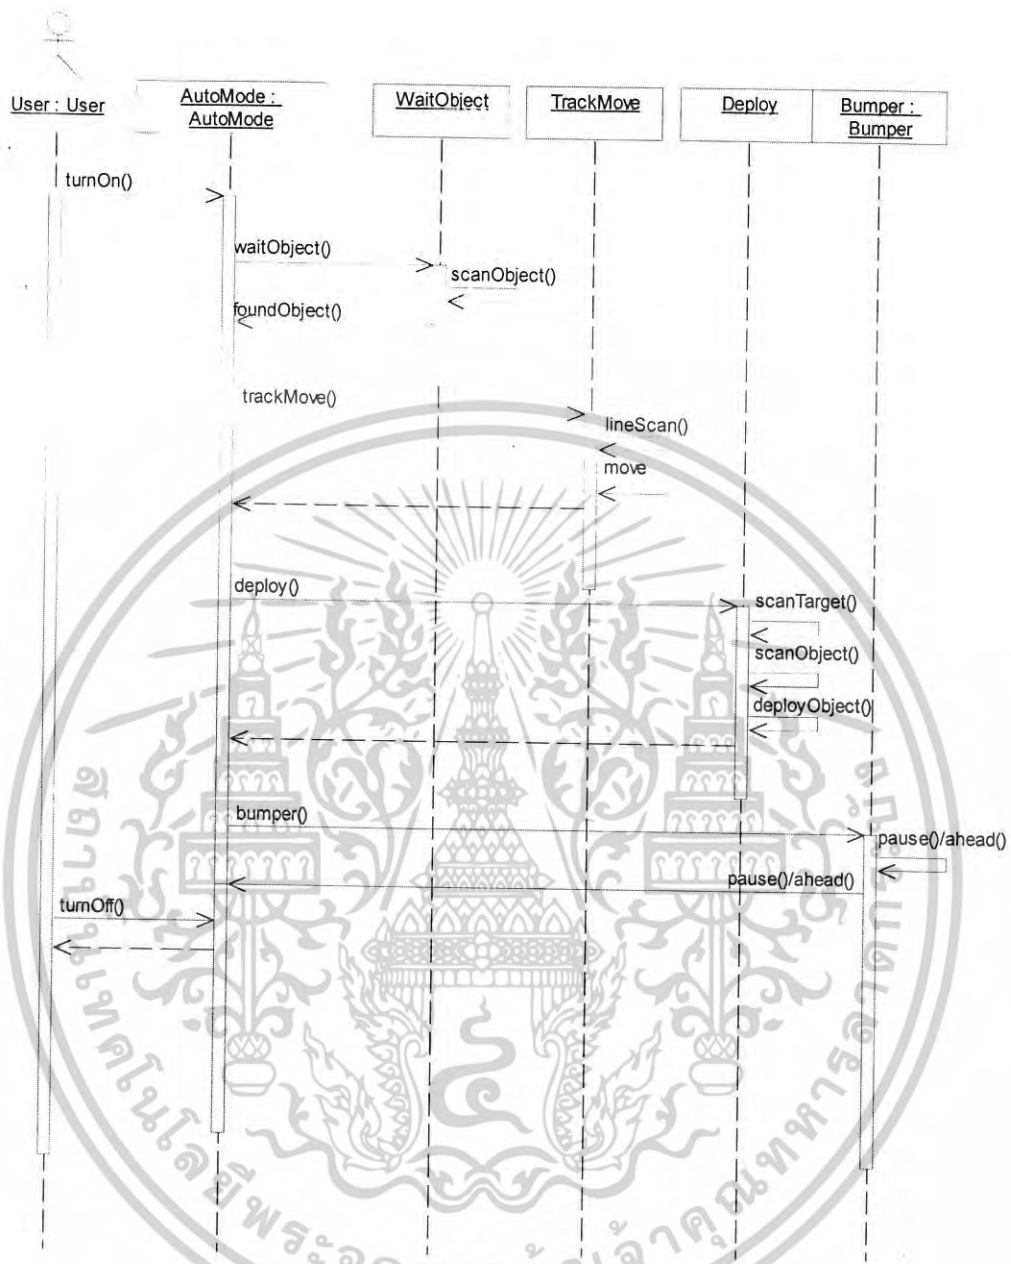 User : User
AutoMode :
AutoMode
WaitObject
TrackMove
Deploy
Bumper :
Bumper
turnOn()
waitObject()
scanObject()
foundObject()
trackMove()
lineScan()
move
deploy()
scanTarget()
scanObject()
deployObject()
bumper()
pause()/ahead()
pause()/ahead()
turnOff()